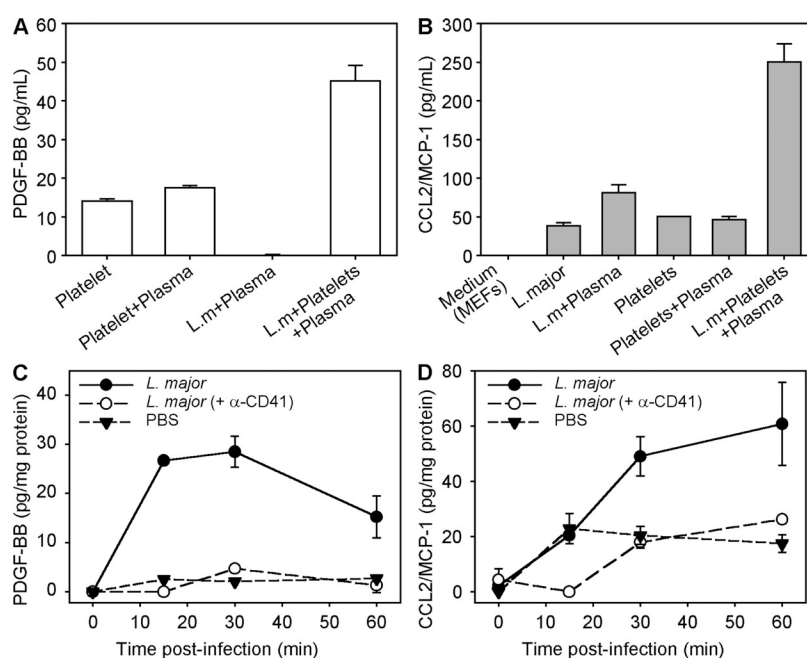 A
PDGF-BB (pg/mL)
60
50
40
30
20
10
0
Platelet
Platelet+Plasma
L.m+Plasma
L.m+Platelets
+Plasma
B
CCL2/MCP-1 (pg/mL)
300
250
200
150
100
50
0
Medium
(MEFs)
L.major
L.m+Plasma
Platelets
Platelets+Plasma
L.m+Platelets
+Plasma
C
L. major
L. major (+ α-CD41)
PBS
PDGF-BB (pg/mg protein)
40
30
20
10
0
0 10 20 30 40 50 60
Time post-infection (min)
D
L. major
L. major (+ α-CD41)
PBS
CCL2/MCP-1 (pg/mg protein)
80
60
40
20
0
0 10 20 30 40 50 60
Time post-infection (min)